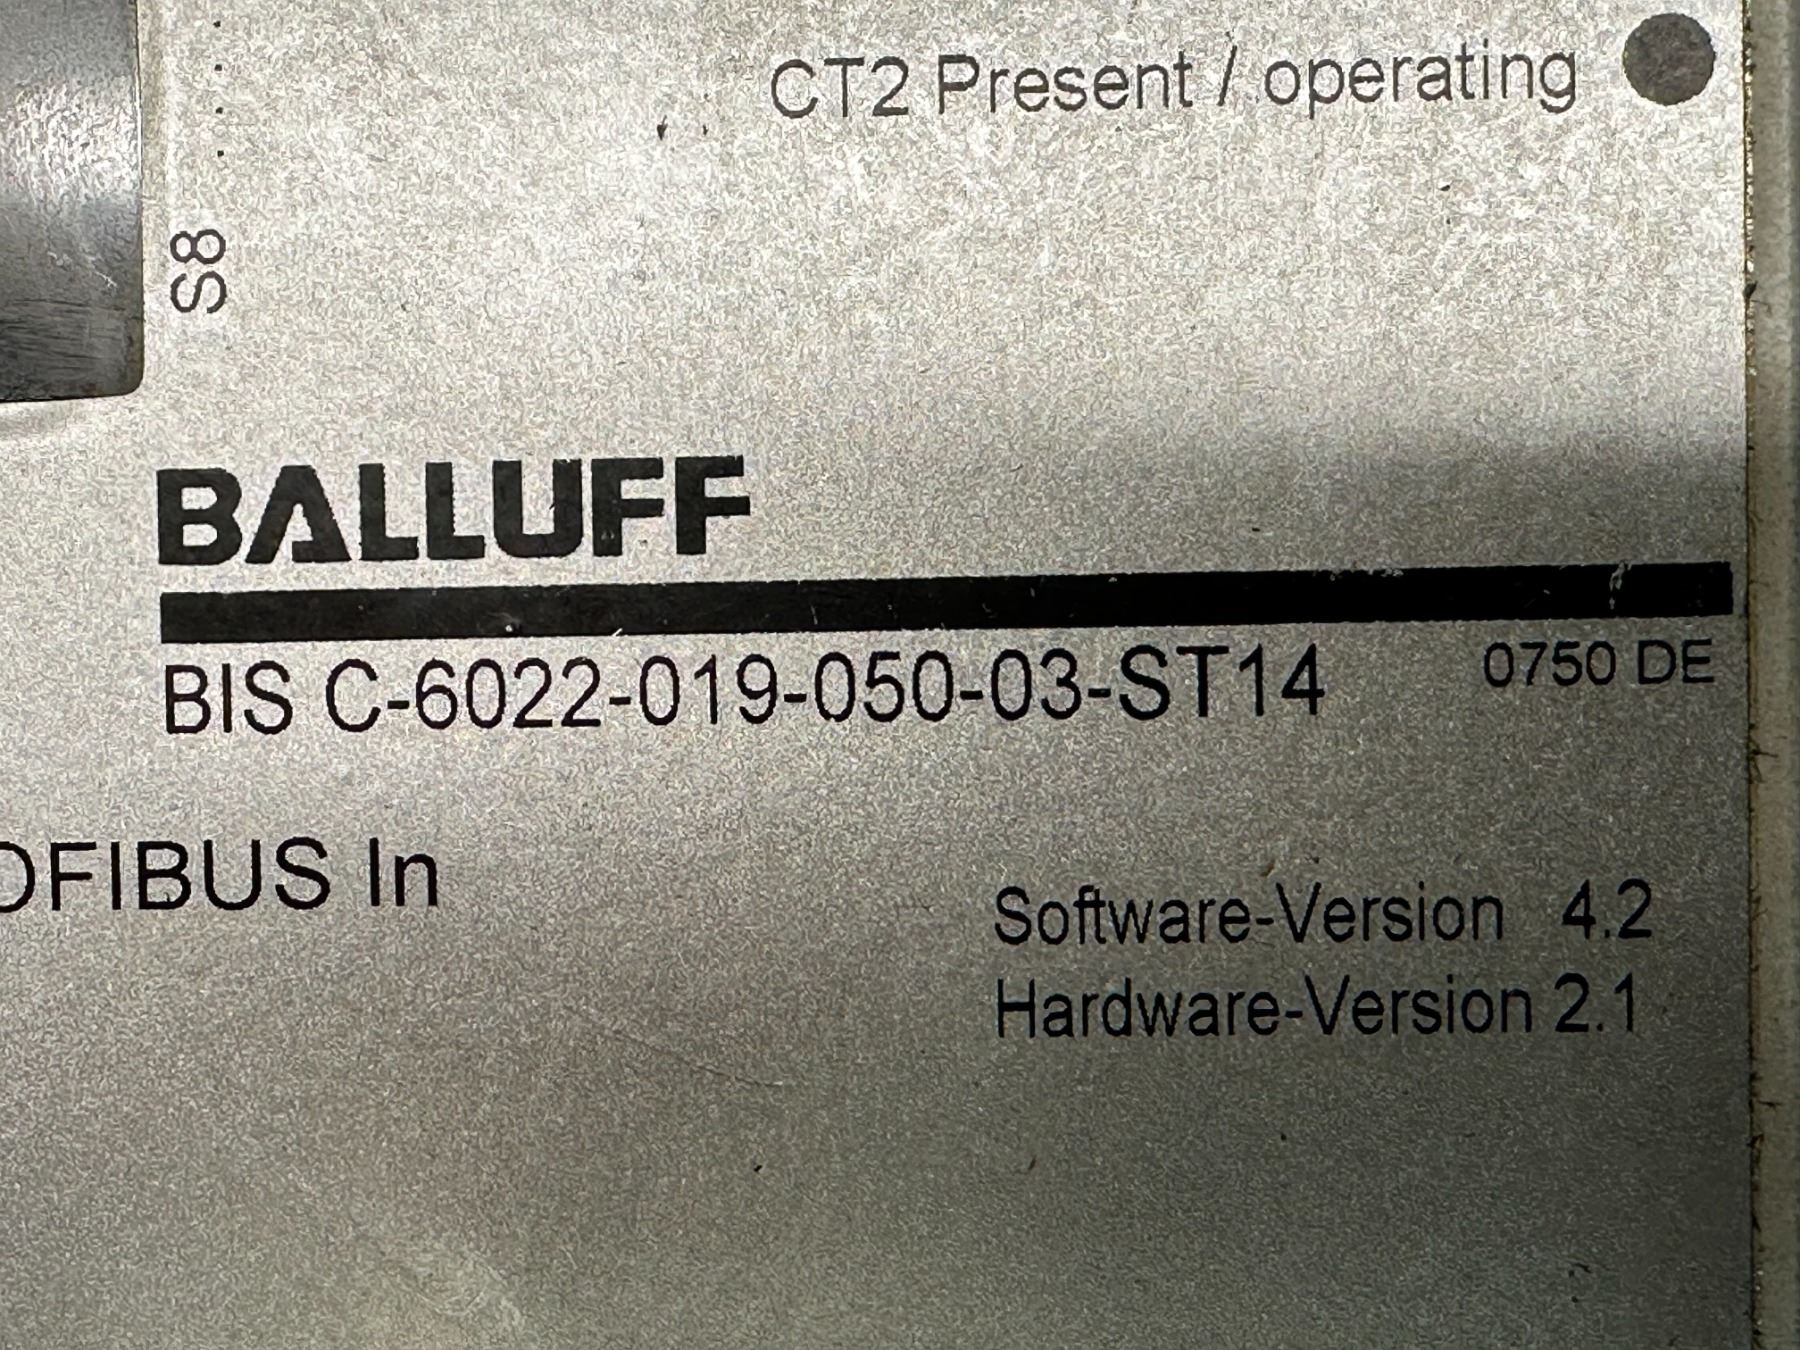 CT2 Present / operating
S8
BALLUFF
BIS C-6022-019-050-03-ST14 0750 DE
OFIBUS In
Software-Version 4.2
Hardware-Version 2.1